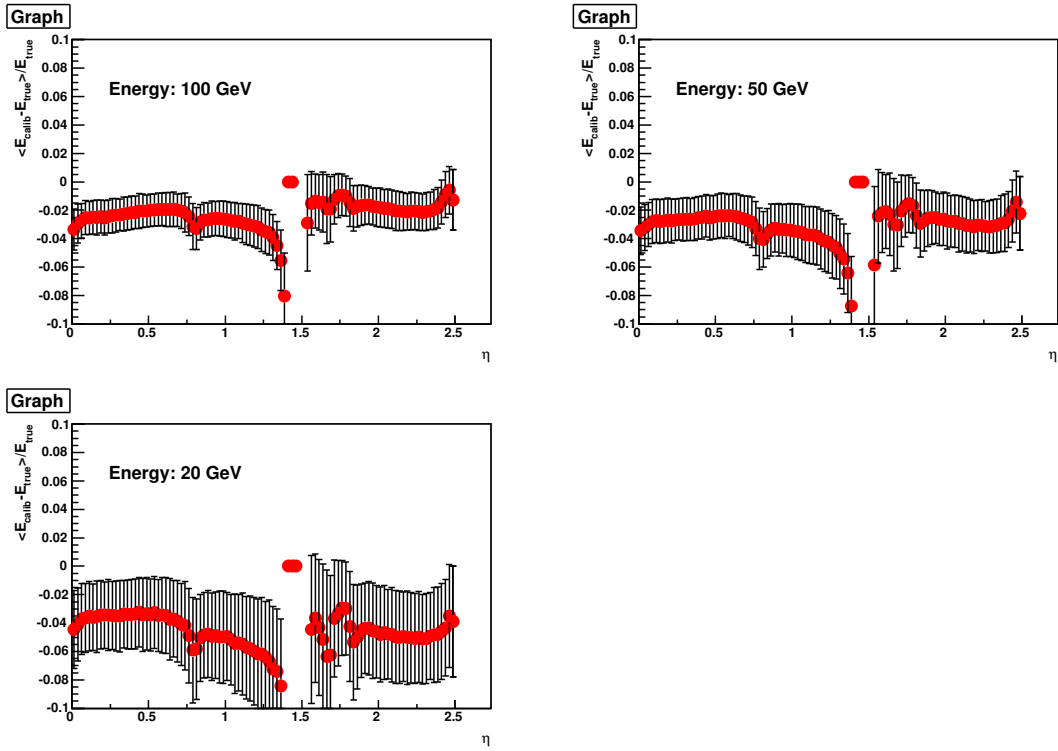 Graph
<E_calib-E_true>/E_true
Energy: 100 GeV
0.1
0.08
0.06
0.04
0.02
0
-0.02
-0.04
-0.06
-0.08
-0.1
0 0.5 1 1.5 2 2.5
η
Graph
<E_calib-E_true>/E_true
Energy: 50 GeV
0.1
0.08
0.06
0.04
0.02
0
-0.02
-0.04
-0.06
-0.08
-0.1
0 0.5 1 1.5 2 2.5
η
Graph
<E_calib-E_true>/E_true
Energy: 20 GeV
0.1
0.08
0.06
0.04
0.02
0
-0.02
-0.04
-0.06
-0.08
-0.1
0 0.5 1 1.5 2 2.5
η